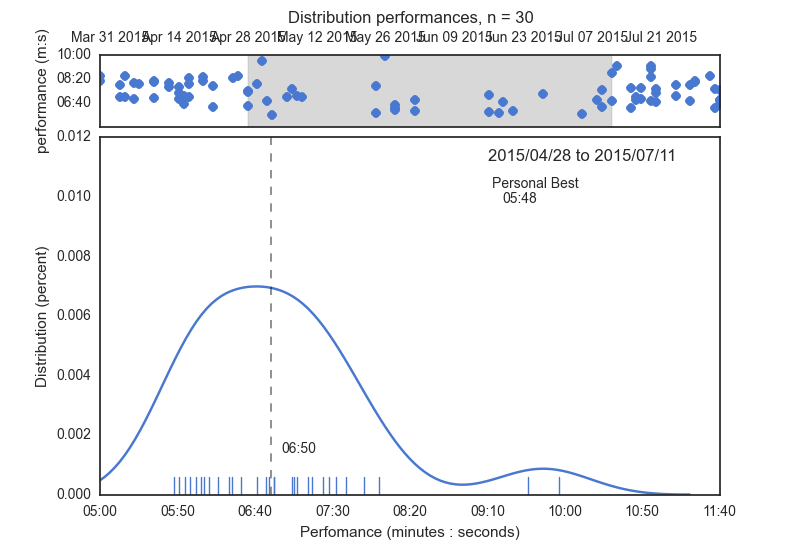 Distribution performances, n = 30
Mar 31 2015 Apr 14 2015 Apr 28 2015 May 12 2015 May 26 2015 Jun 09 2015 Jun 23 2015 Jul 07 2015 Jul 21 2015
performance (m:s)
10:00
08:20
06:40
0.012
0.010
0.008
0.006
0.004
0.002
0.000
Distribution (percent)
2015/04/28 to 2015/07/11
Personal Best
05:48
06:50
05:00 05:50 06:40 07:30 08:20 09:10 10:00 10:50 11:40
Perfomance (minutes : seconds)